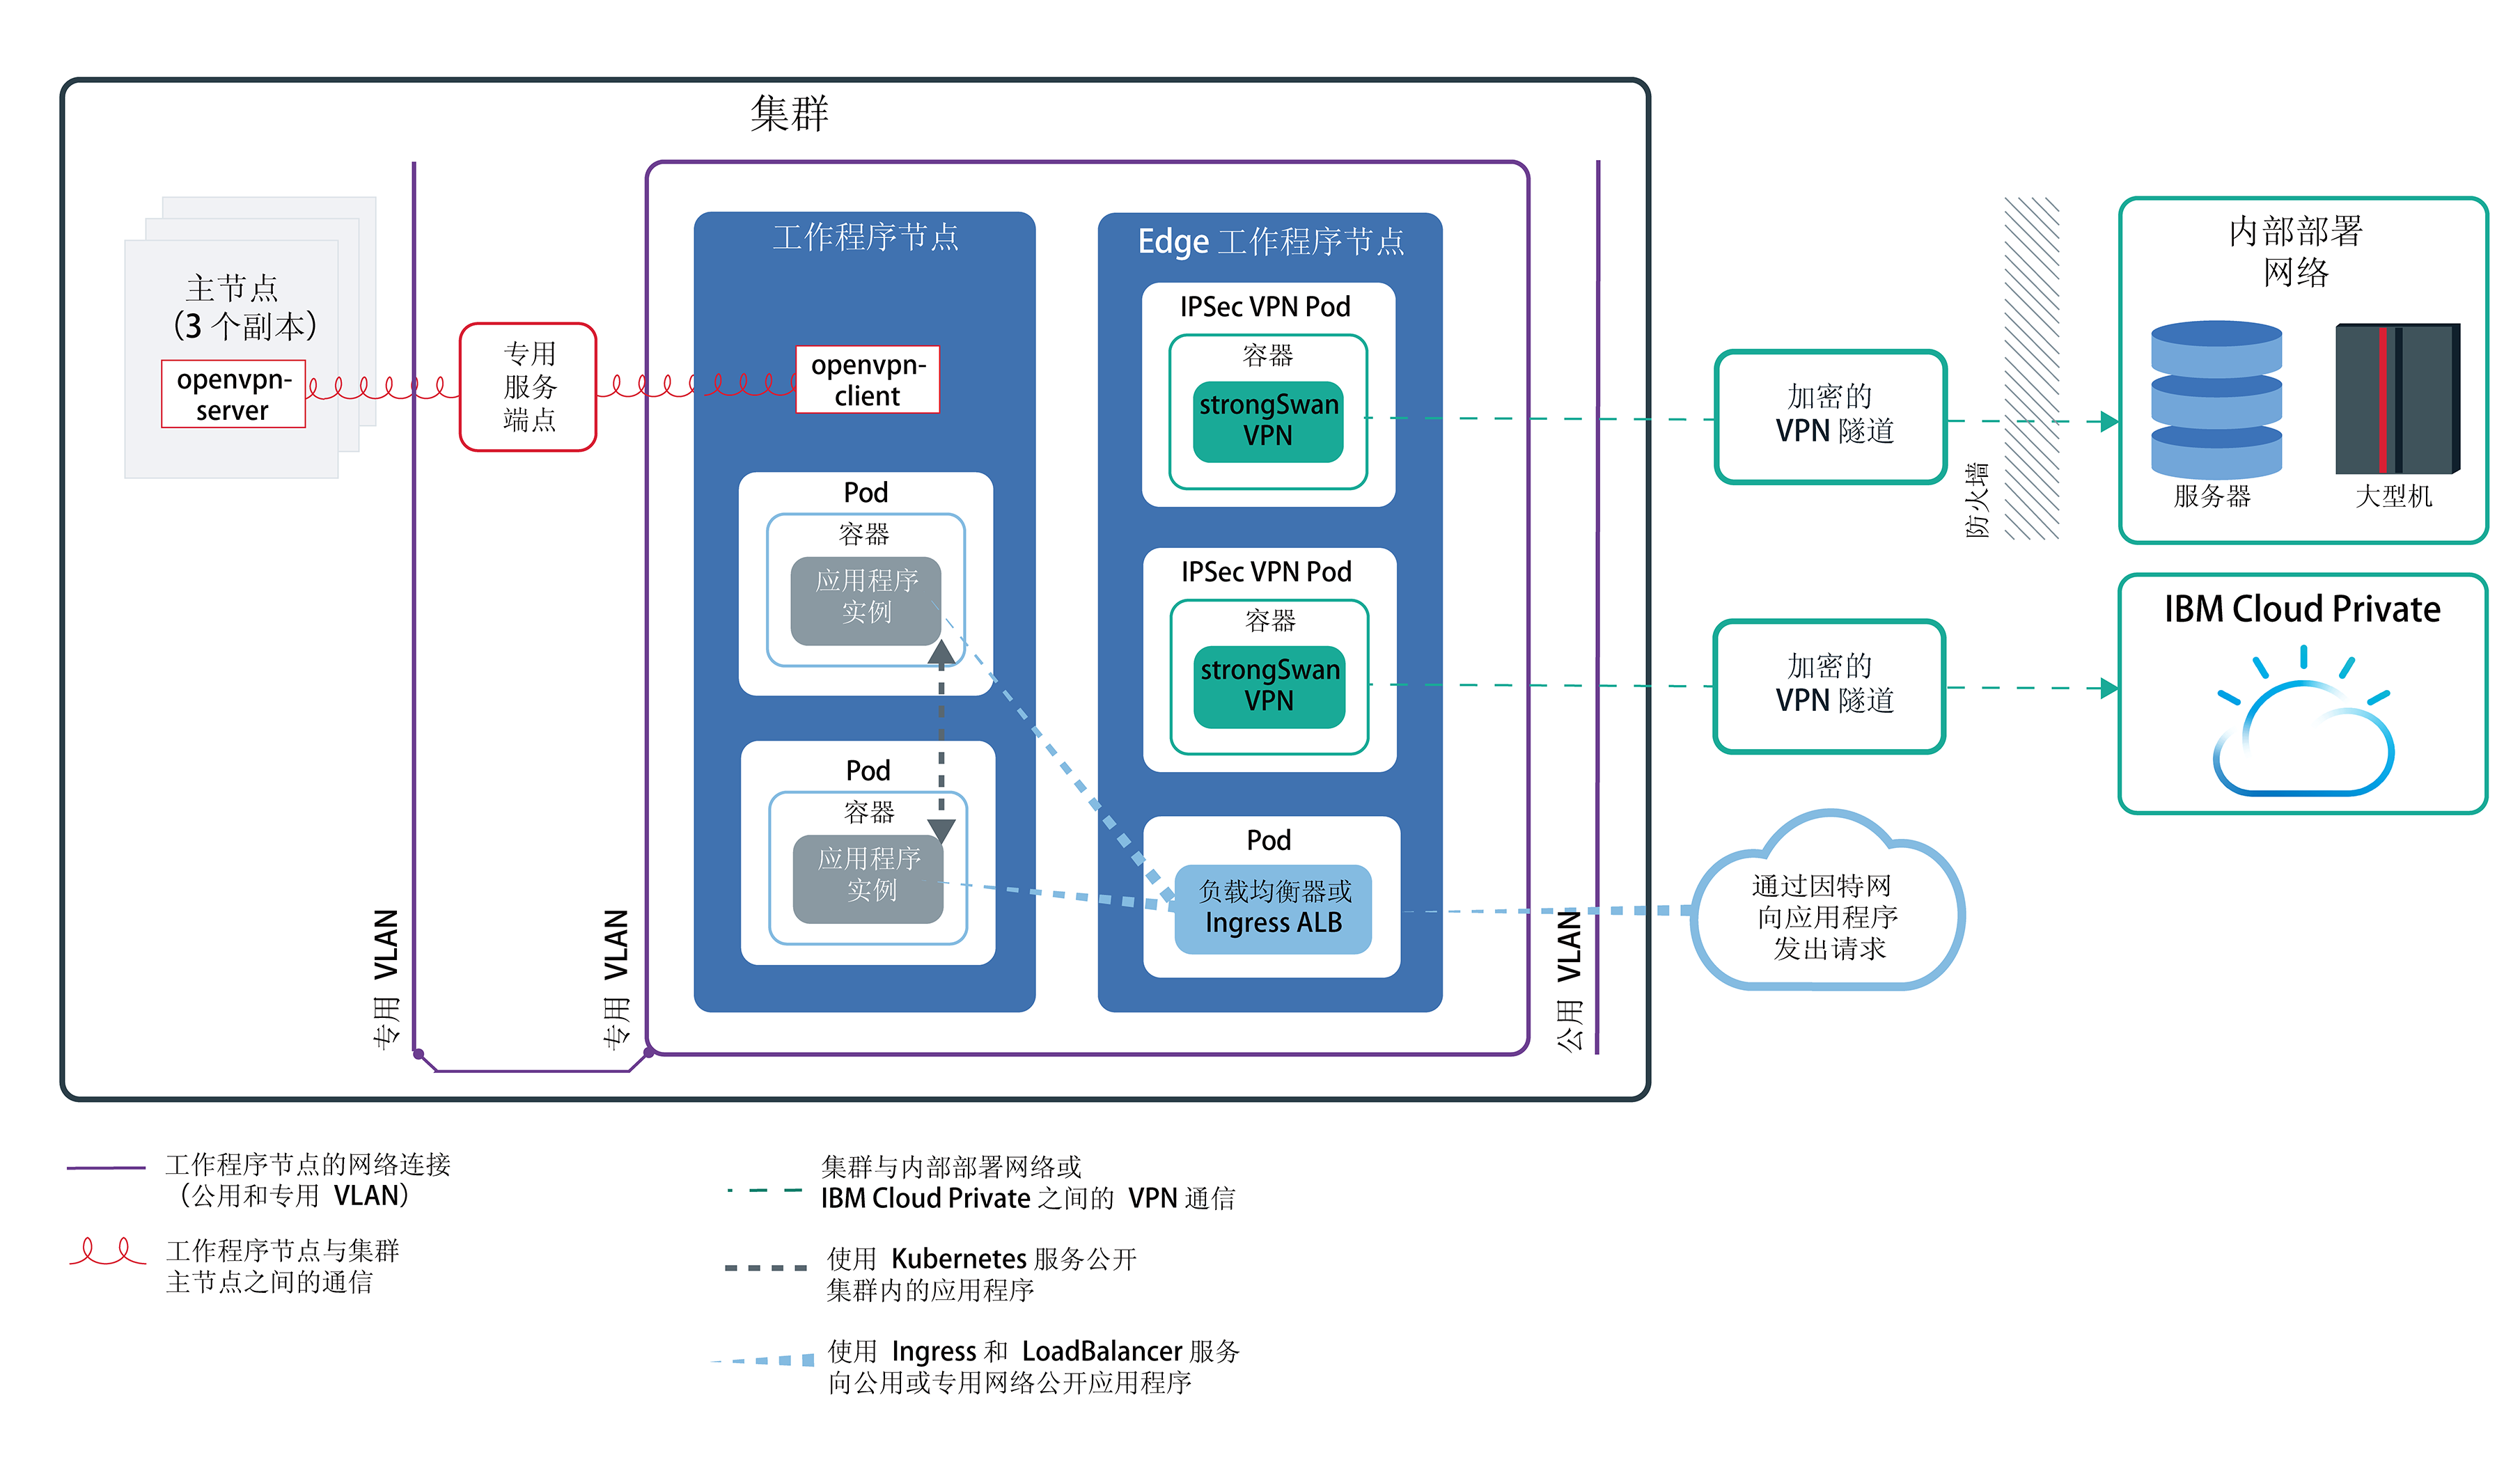 集群
主节点
（3 个副本）
openvpn-
server
专用
服务
端点
专用 VLAN
专用 VLAN
工作程序节点
openvpn-
client
Pod
容器
应用程序
实例
Pod
容器
应用程序
实例
Edge 工作程序节点
IPSec VPN Pod
容器
strongSwan
VPN
IPSec VPN Pod
容器
strongSwan
VPN
Pod
负载均衡器或
Ingress ALB
公用 VLAN
加密的
VPN 隧道
防火墙
内部部署
网络
服务器
大型机
加密的
VPN 隧道
IBM Cloud Private
通过因特网
向应用程序
发出请求
工作程序节点的网络连接
（公用和专用 VLAN）
工作程序节点与集群
主节点之间的通信
集群与内部部署网络或
IBM Cloud Private 之间的 VPN 通信
使用 Kubernetes 服务公开
集群内的应用程序
使用 Ingress 和 LoadBalancer 服务
向公用或专用网络公开应用程序